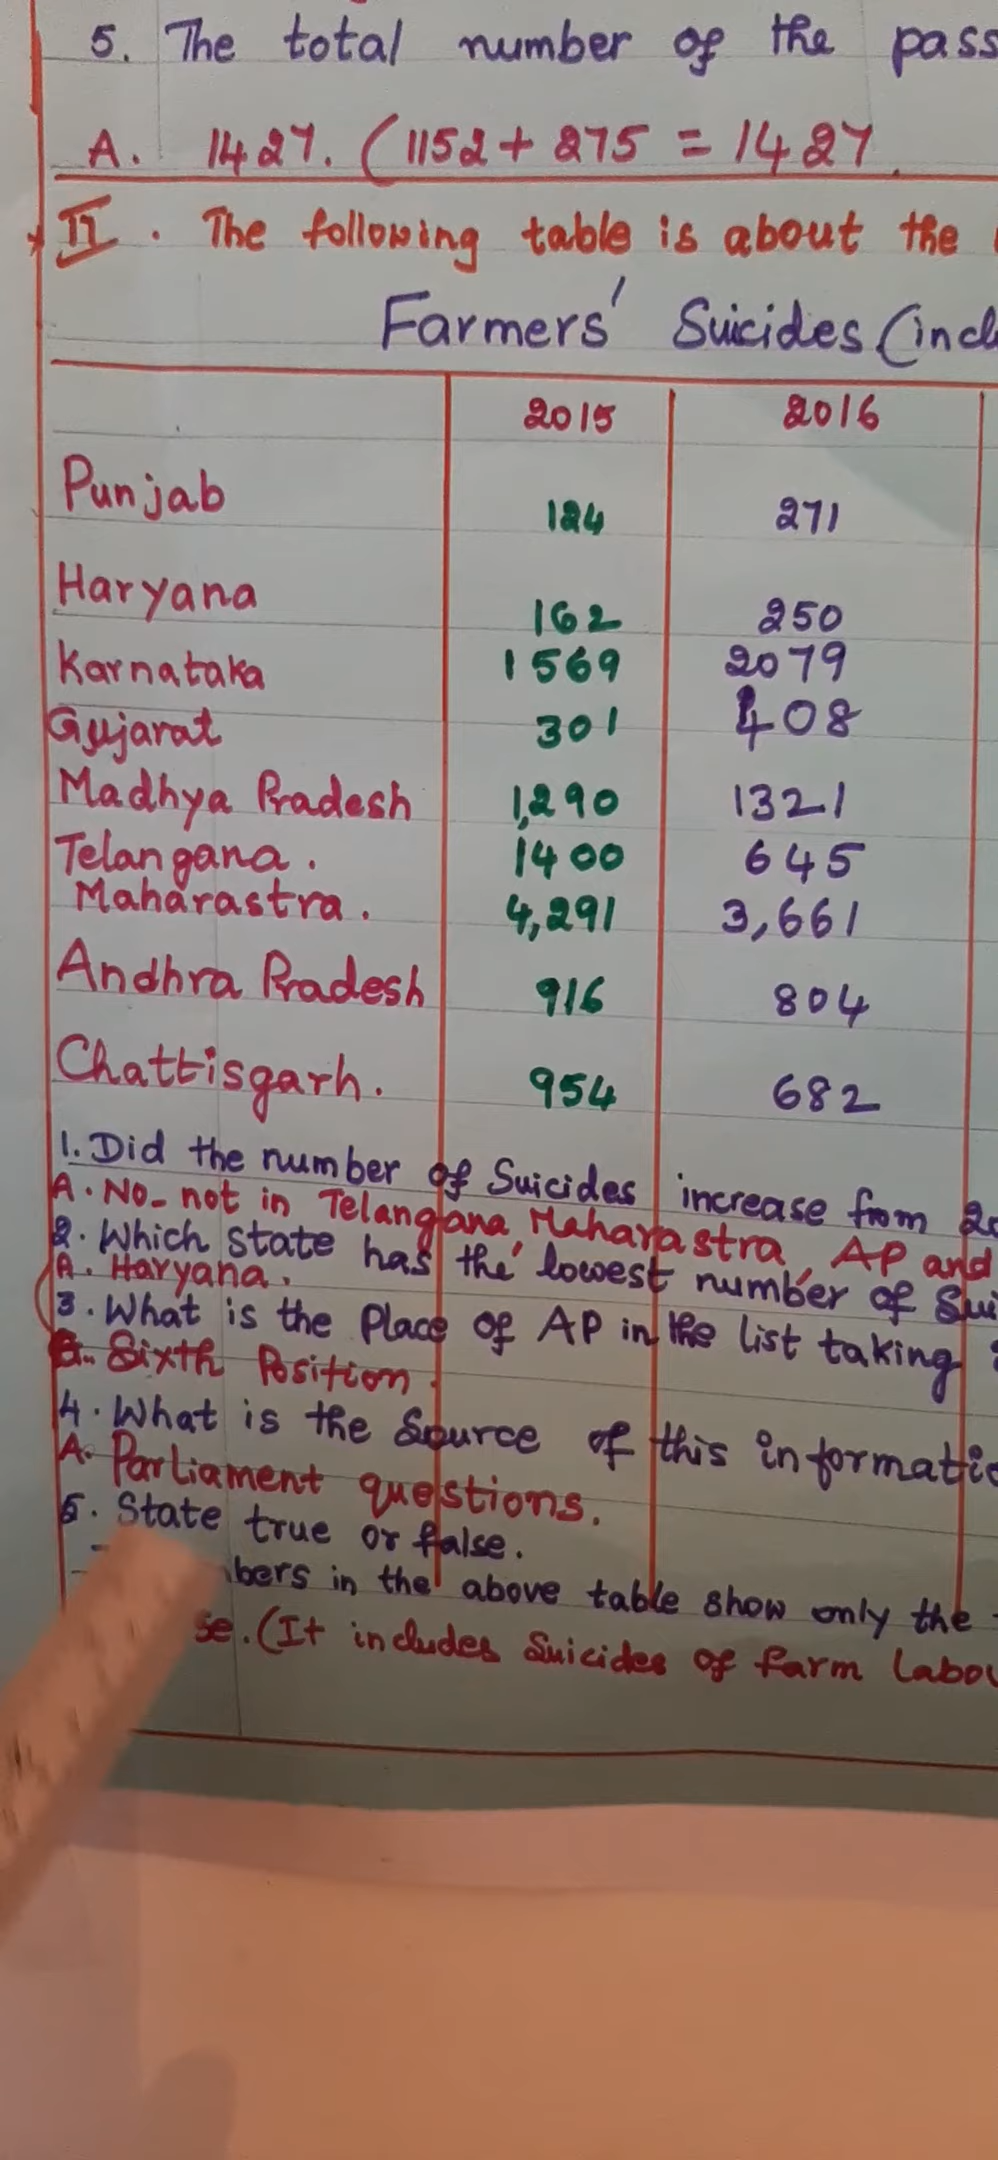 5. The total number of the pass
A. 1427. (1152 + 275 = 1427
II. The following table is about the
Farmers' Suicides (incl
2015 2016
Punjab 124 271
Haryana 162 250
Karnataka 1569 2079
Gujarat 301 408
Madhya Pradesh 1,290 1321
Telangana. 1400 645
Maharastra. 4,291 3,661
Andhra Pradesh 916 804
Chattisgarh. 954 682
1. Did the number of Suicides increase from 20
A. No- not in Telangana, Maharastra, AP and
2. Which state has the lowest number of Sui
A. Haryana.
3. What is the Place of AP in the list taking
Sixth Position.
4. What is the Source of this informatio
A. Parliament questions.
5. State true or false.
bers in the above table show only the
se. (It includes Suicides of farm labou